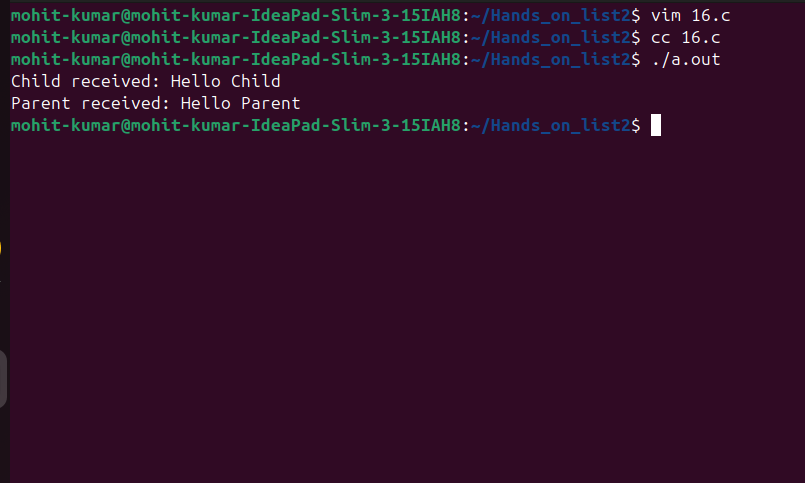 mohit-kumar@mohit-kumar-IdeaPad-Slim-3-15IAH8:~/Hands_on_list2$ vim 16.c
mohit-kumar@mohit-kumar-IdeaPad-Slim-3-15IAH8:~/Hands_on_list2$ cc 16.c
mohit-kumar@mohit-kumar-IdeaPad-Slim-3-15IAH8:~/Hands_on_list2$ ./a.out
Child received: Hello Child
Parent received: Hello Parent
mohit-kumar@mohit-kumar-IdeaPad-Slim-3-15IAH8:~/Hands_on_list2$